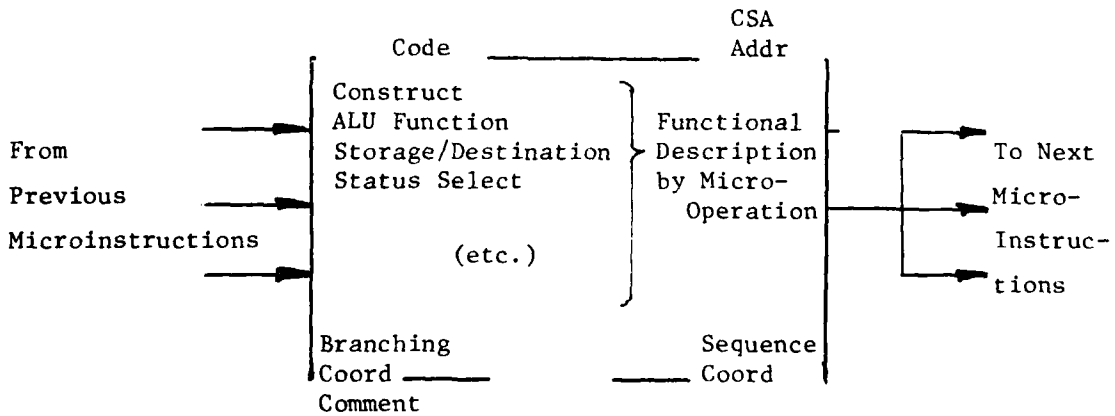 CSA
Code Addr
Construct
ALU Function
Storage/Destination
Status Select
(etc.)
Functional
Description
by Micro-
Operation
From
Previous
Microinstructions
To Next
Micro-
Instruc-
tions
Branching
Coord
Comment
Sequence
Coord